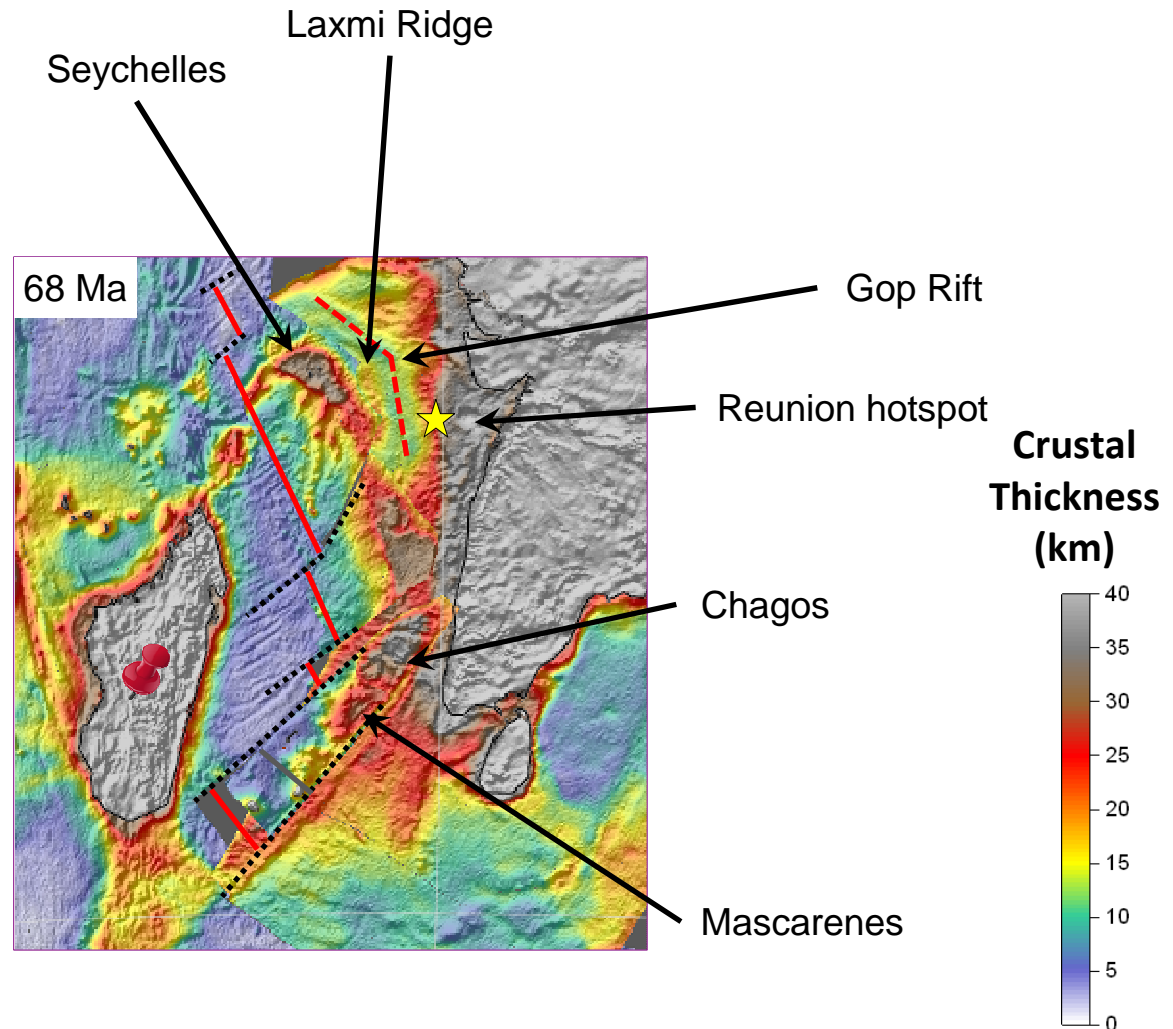 Laxmi Ridge
Seychelles
68 Ma
Gop Rift
Reunion hotspot
Crustal
Thickness
(km)
Chagos
Mascarenes
40
35
30
25
20
15
10
5
0